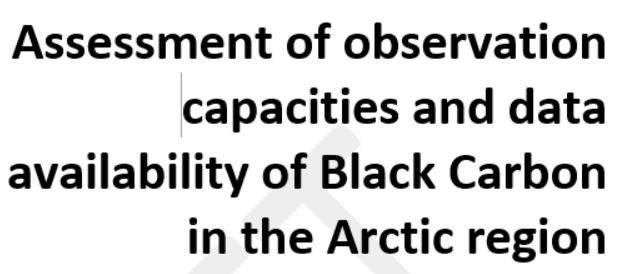 Assessment of observation
capacities and data
availability of Black Carbon
in the Arctic region